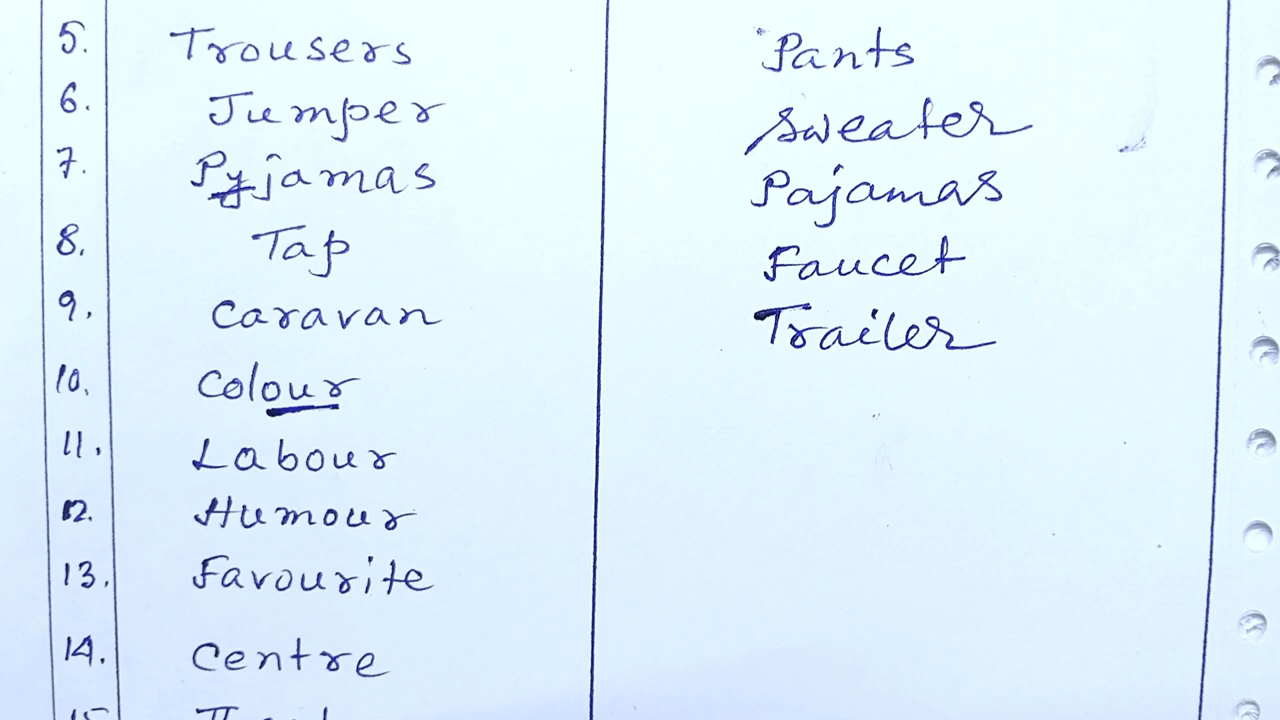 5. Trousers Pants
6. Jumper Sweater
7. Pyjamas Pajamas
8. Tap Faucet
9. Caravan Trailer
10. Colour
11. Labour
12. Humour
13. Favourite
14. Centre
15